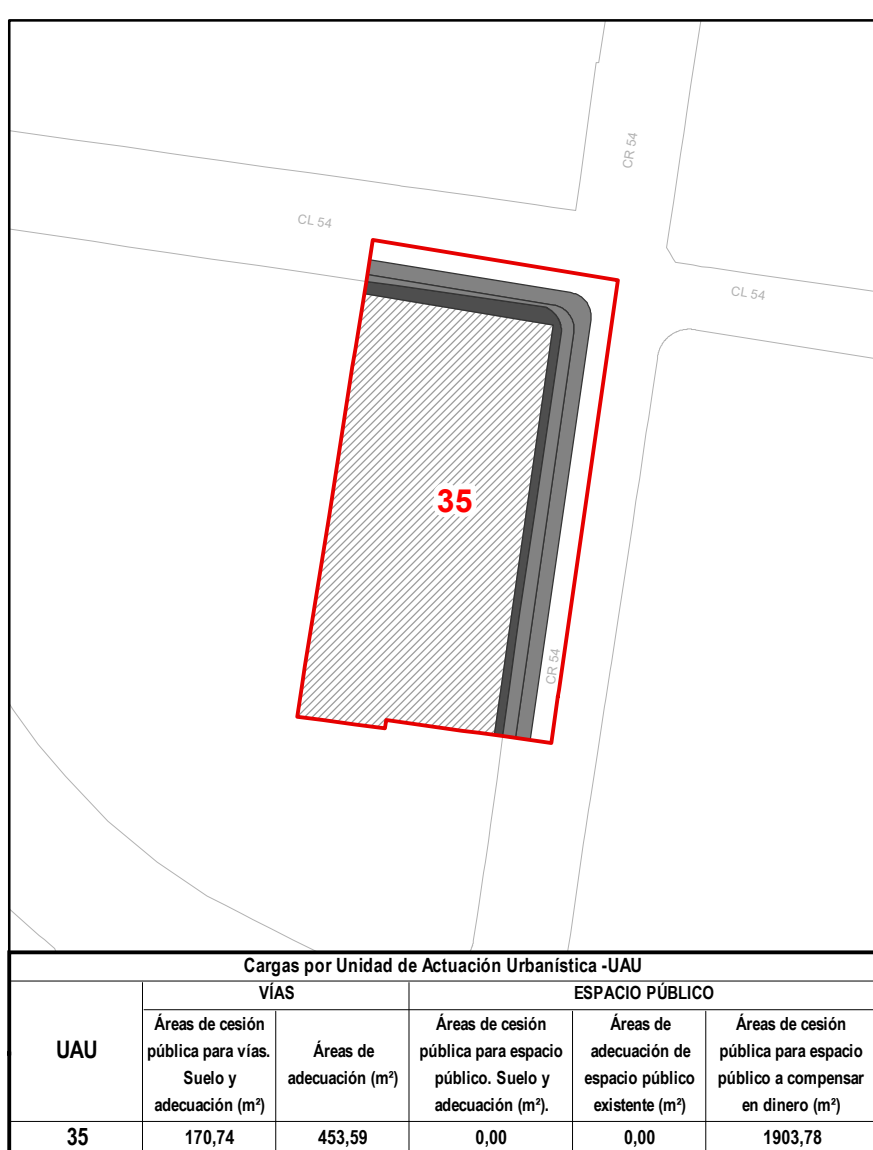 CR 54
CL 54
CL 54
35
CR 54
Cargas por Unidad de Actuación Urbanística -UAU
VÍAS
ESPACIO PÚBLICO
UAU
Áreas de cesión
pública para vías.
Suelo y
adecuación (m²)
Áreas de
adecuación (m²)
Áreas de cesión
pública para espacio
público. Suelo y
adecuación (m²).
Áreas de
adecuación de
espacio público
existente (m²)
Áreas de cesión
pública para espacio
público a compensar
en dinero (m²)
35
170,74
453,59
0,00
0,00
1903,78